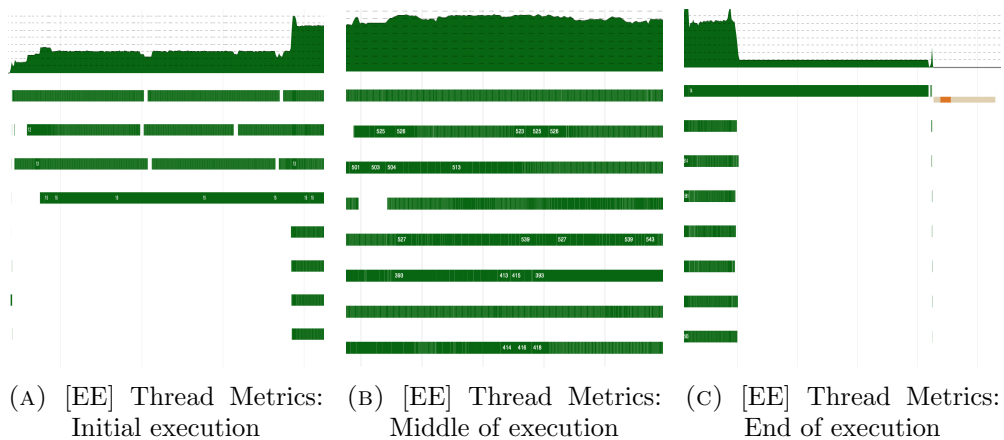 525 526 523 525 526
501 503 504 513
527 539 527 539 543
393 413 415 393
414 416 418
(A) [EE] Thread Metrics:
Initial execution
(B) [EE] Thread Metrics:
Middle of execution
(C) [EE] Thread Metrics:
End of execution